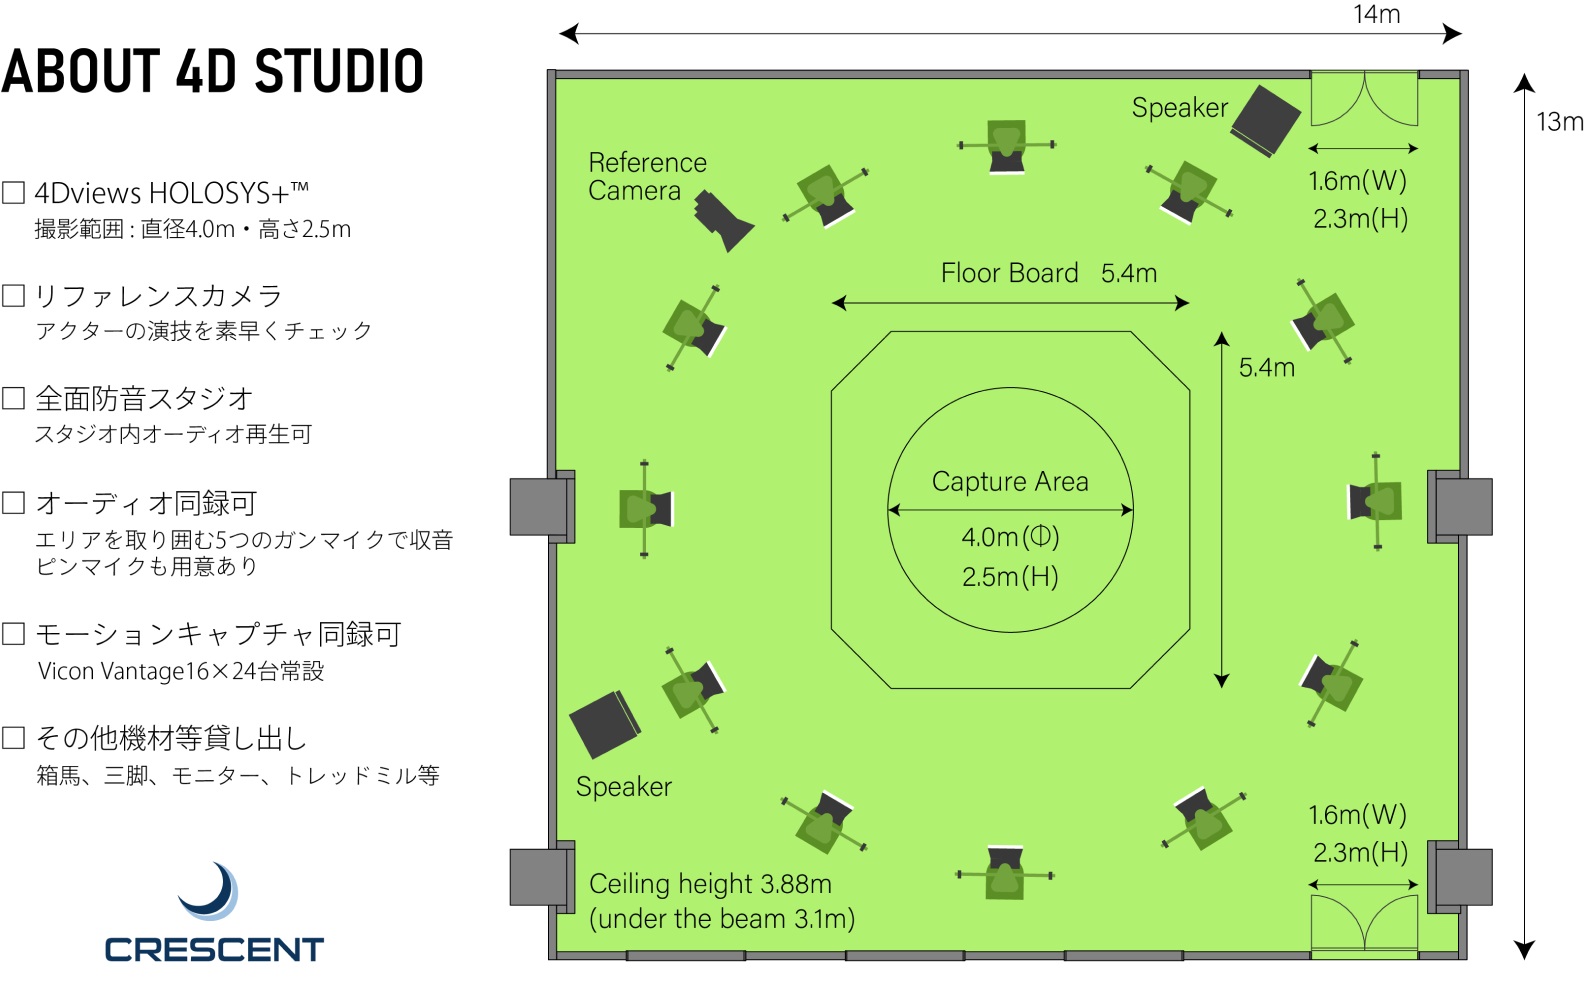 ABOUT 4D STUDIO
□ 4Dviews HOLOSYS+™
撮影範囲 : 直径4.0m・高さ2.5m
□ リファレンスカメラ
アクターの演技を素早くチェック
□ 全面防音スタジオ
スタジオ内オーディオ再生可
□ オーディオ同録可
エリアを取り囲む5つのガンマイクで収音
ピンマイクも用意あり
□ モーションキャプチャ同録可
Vicon Vantage16×24台常設
□ その他機材等貸し出し
箱馬、三脚、モニター、トレッドミル等
CRESCENT
14m
13m
Speaker
Reference
Camera
1.6m(W)
2.3m(H)
Floor Board 5.4m
5.4m
Capture Area
4.0m(Φ)
2.5m(H)
Speaker
1.6m(W)
2.3m(H)
Ceiling height 3.88m
(under the beam 3.1m)